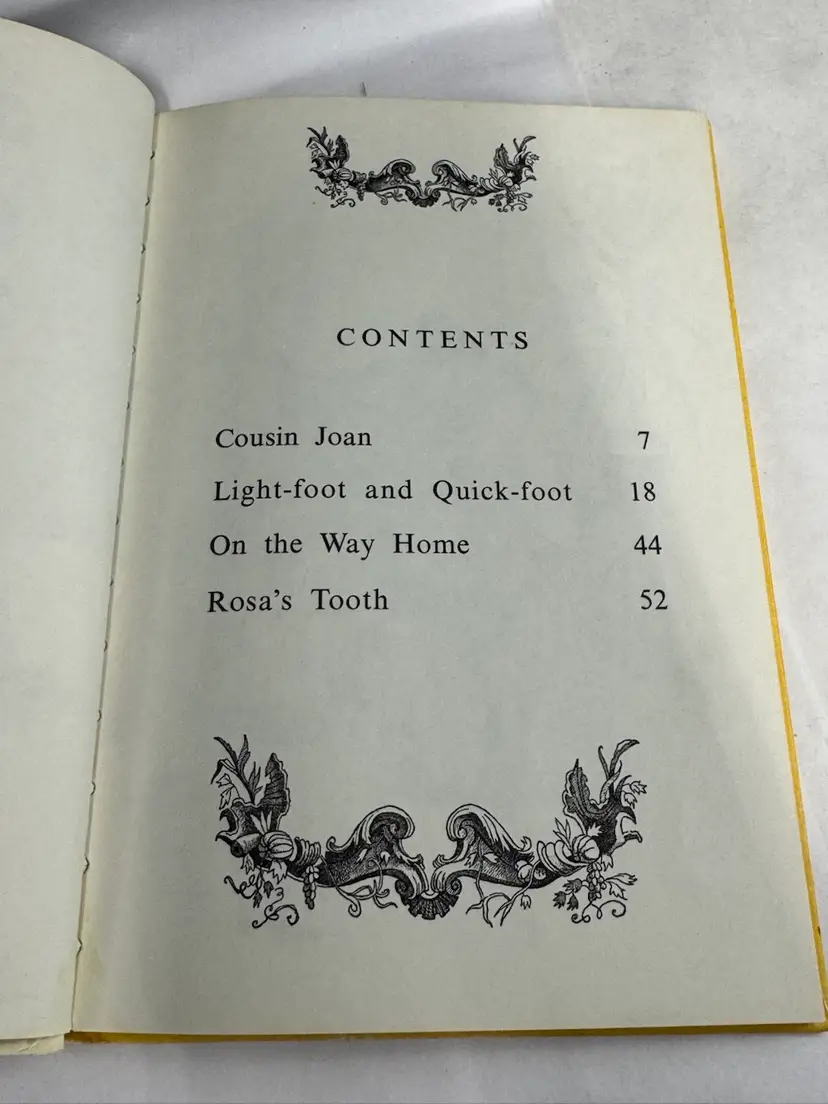 CONTENTS
Cousin Joan 7
Light-foot and Quick-foot 18
On the Way Home 44
Rosa's Tooth 52